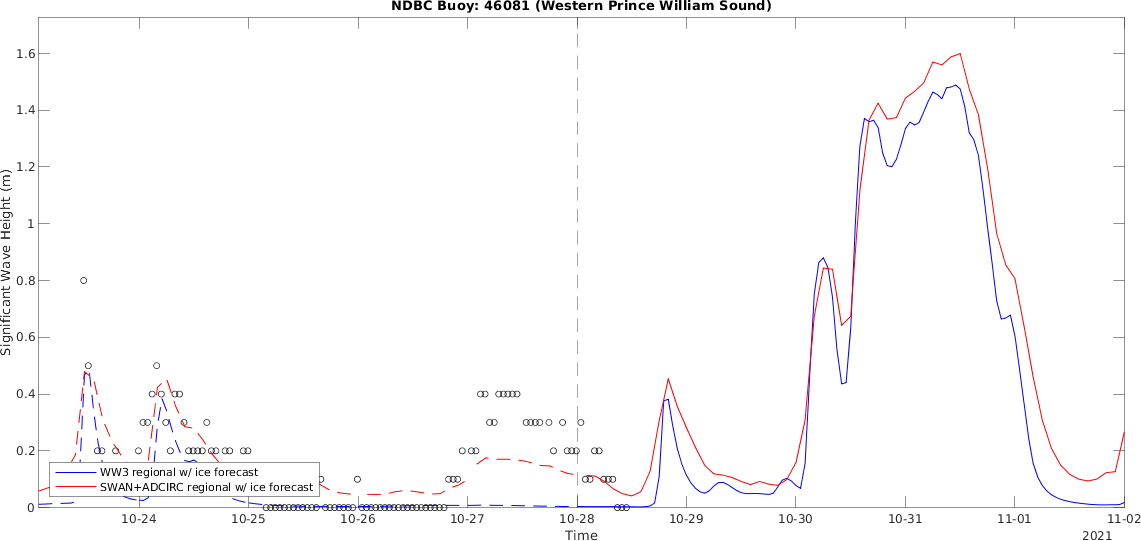 NDBC Buoy: 46081 (Western Prince William Sound)
Significant Wave Height (m)
1.6
1.4
1.2
1
0.8
0.6
0.4
0.2
0
WW3 regional w/ ice forecast
SWAN+ADCIRC regional w/ ice forecast
10-24 10-25 10-26 10-27 10-28 10-29 10-30 10-31 11-01 11-02
Time
2021